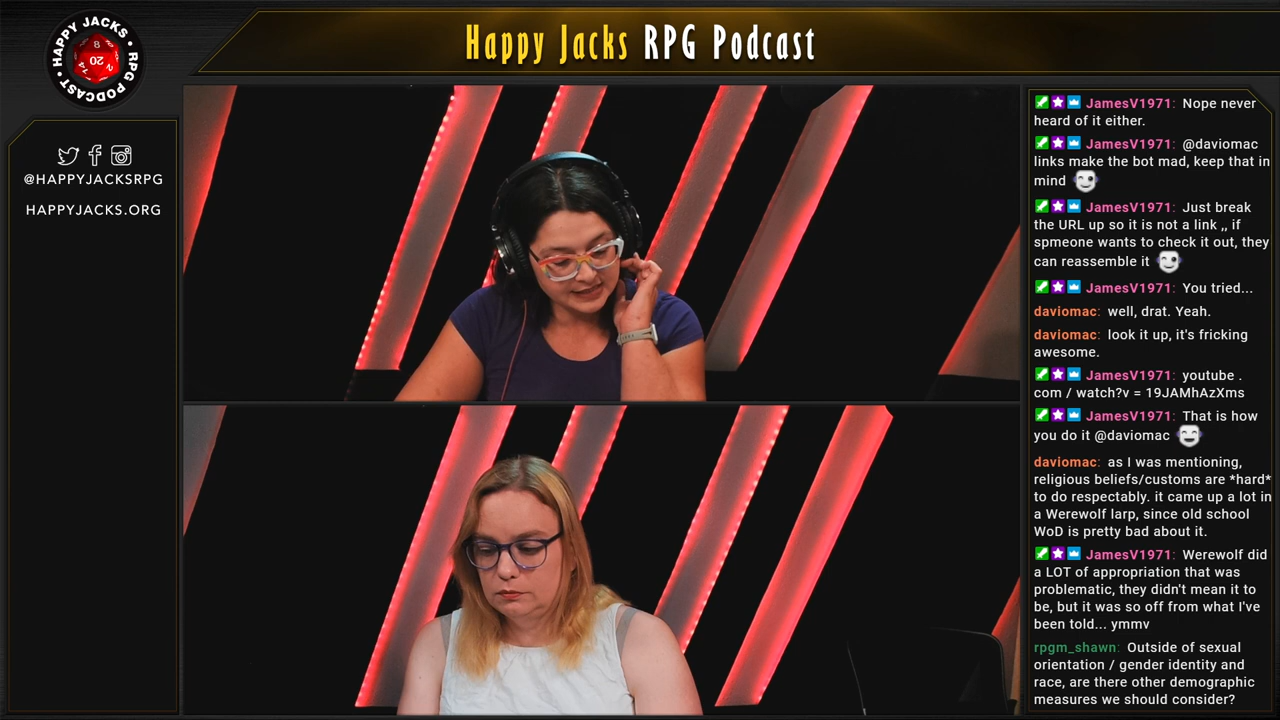 HAPPY JACKS • RPG PODCAST •
8
20
14
2
Happy Jacks RPG Podcast
@HAPPYJACKSRPG
HAPPYJACKS.ORG
JamesV1971: Nope never
heard of it either.
JamesV1971: @daviomac
links make the bot mad, keep that in
mind
JamesV1971: Just break
the URL up so it is not a link ,, if
spmeone wants to check it out, they
can reassemble it
JamesV1971: You tried...
daviomac: well, drat. Yeah.
daviomac: look it up, it's fricking
awesome.
JamesV1971: youtube .
com / watch?v = 19JAMhAzXms
JamesV1971: That is how
you do it @daviomac
daviomac: as I was mentioning,
religious beliefs/customs are *hard*
to do respectably. it came up a lot in
a Werewolf larp, since old school
WoD is pretty bad about it.
JamesV1971: Werewolf did
a LOT of appropriation that was
problematic, they didn't mean it to
be, but it was so off from what I've
been told... ymmv
rpgm_shawn: Outside of sexual
orientation / gender identity and
race, are there other demographic
measures we should consider?